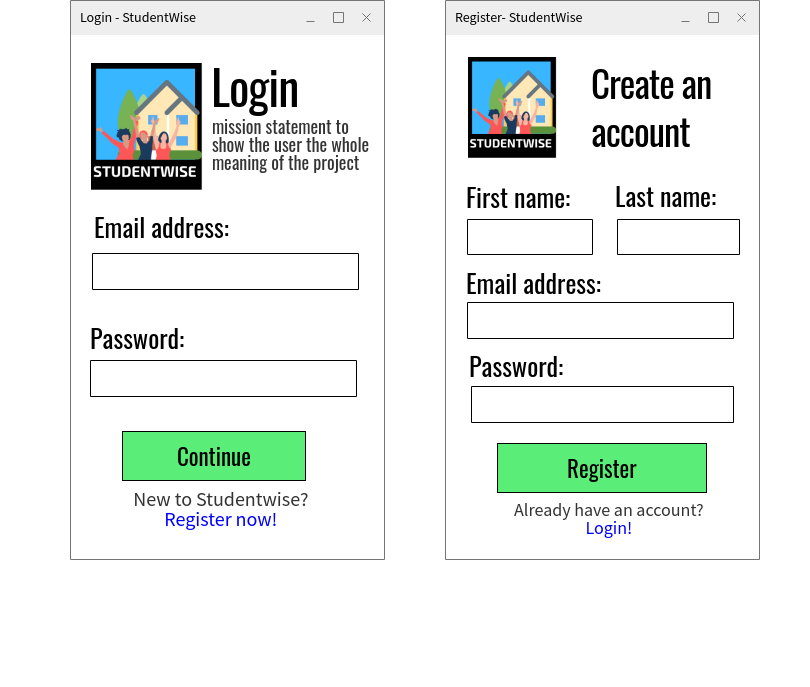 Login - StudentWise
Login
mission statement to
show the user the whole
meaning of the project
STUDENTWISE
Email address:
Password:
Continue
New to Studentwise?
Register now!
Register- StudentWise
Create an
account
STUDENTWISE
First name:
Last name:
Email address:
Password:
Register
Already have an account?
Login!